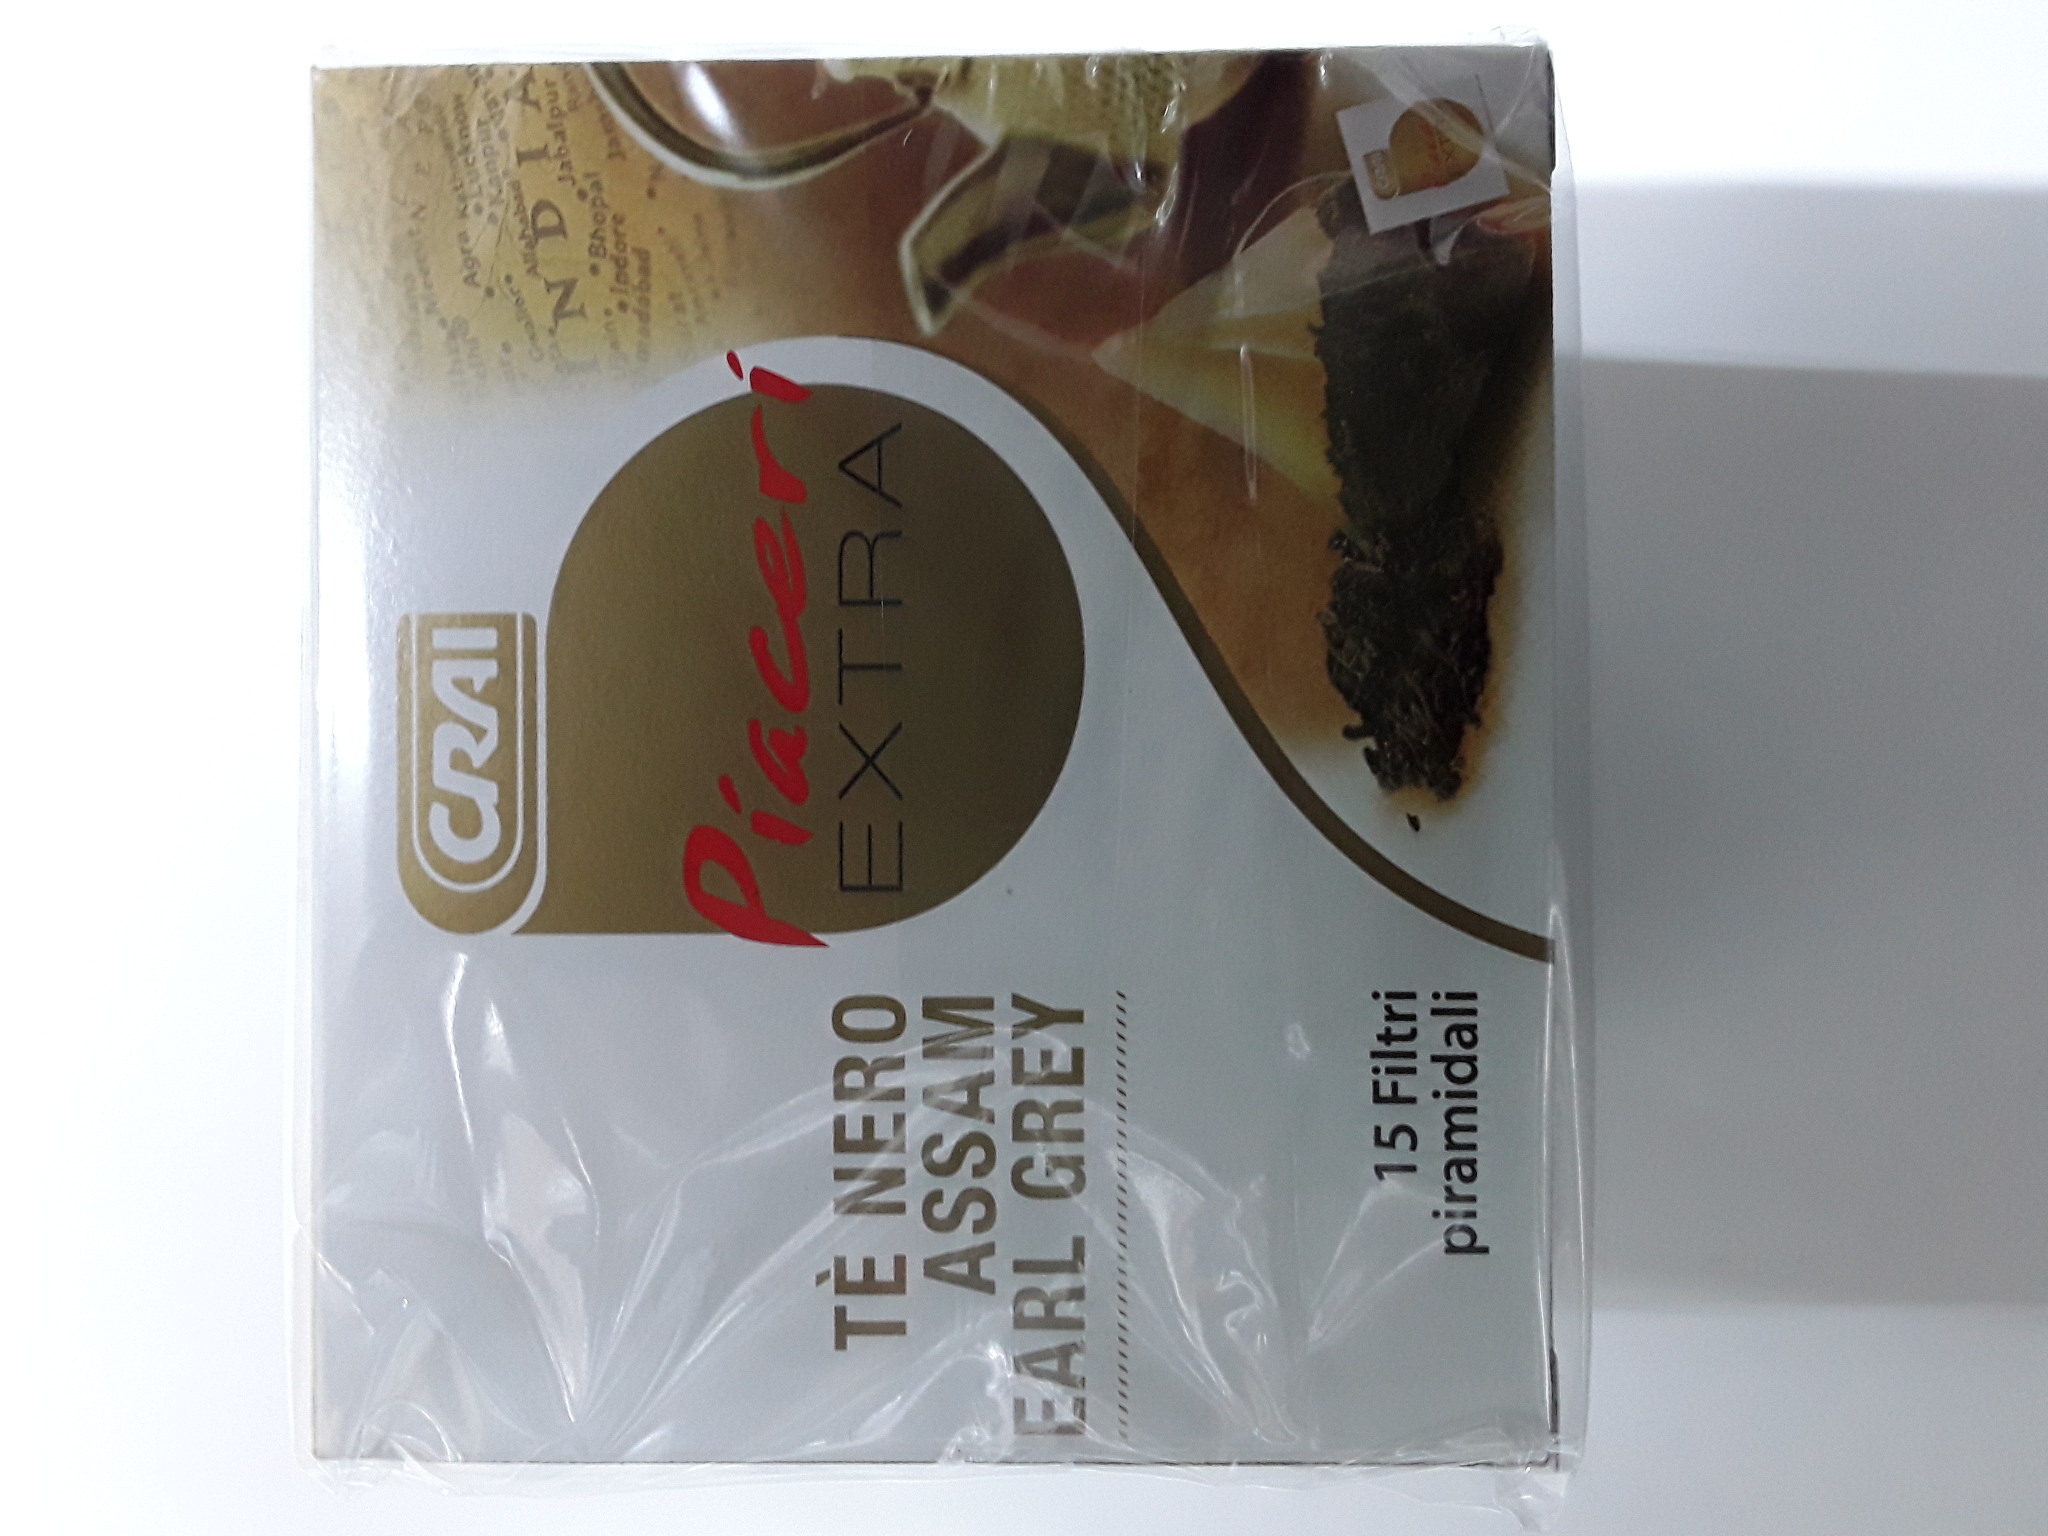 CRAI
Piaceri
EXTRA
TÈ NERO
ASSAM
EARL GREY
15 Filtri
piramidali
Agra
Lucknow
Kanpur
Allahabad
INDIA
Jabalpur
Bhopal
Indore
CRAI